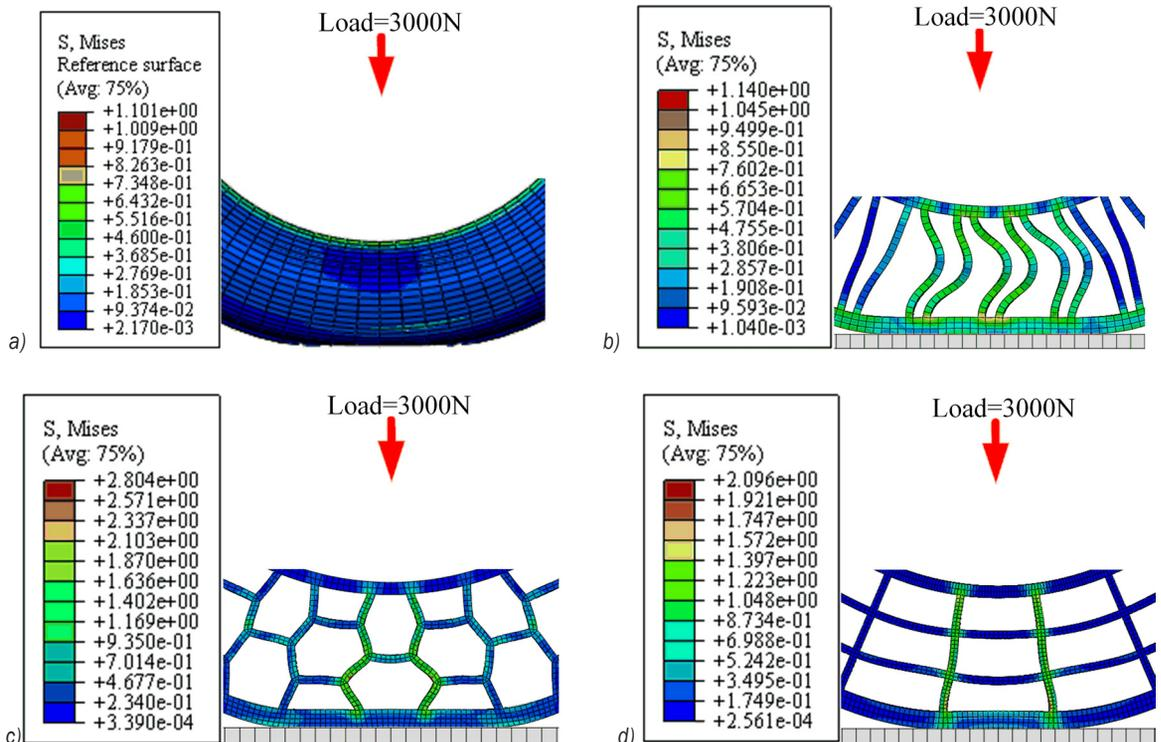 Load=3000N
S, Mises
Reference surface
(Avg: 75%)
+1.101e+00
+1.009e+00
+9.179e-01
+8.263e-01
+7.348e-01
+6.432e-01
+5.516e-01
+4.600e-01
+3.685e-01
+2.769e-01
+1.853e-01
+9.374e-02
+2.170e-03
a)
Load=3000N
S, Mises
(Avg: 75%)
+1.140e+00
+1.045e+00
+9.499e-01
+8.550e-01
+7.602e-01
+6.653e-01
+5.704e-01
+4.755e-01
+3.806e-01
+2.857e-01
+1.908e-01
+9.593e-02
+1.040e-03
b)
Load=3000N
S, Mises
(Avg: 75%)
+2.804e+00
+2.571e+00
+2.337e+00
+2.103e+00
+1.870e+00
+1.636e+00
+1.402e+00
+1.169e+00
+9.350e-01
+7.014e-01
+4.677e-01
+2.340e-01
+3.390e-04
c)
Load=3000N
S, Mises
(Avg: 75%)
+2.096e+00
+1.921e+00
+1.747e+00
+1.572e+00
+1.397e+00
+1.223e+00
+1.048e+00
+8.734e-01
+6.988e-01
+5.242e-01
+3.495e-01
+1.749e-01
+2.561e-04
d)